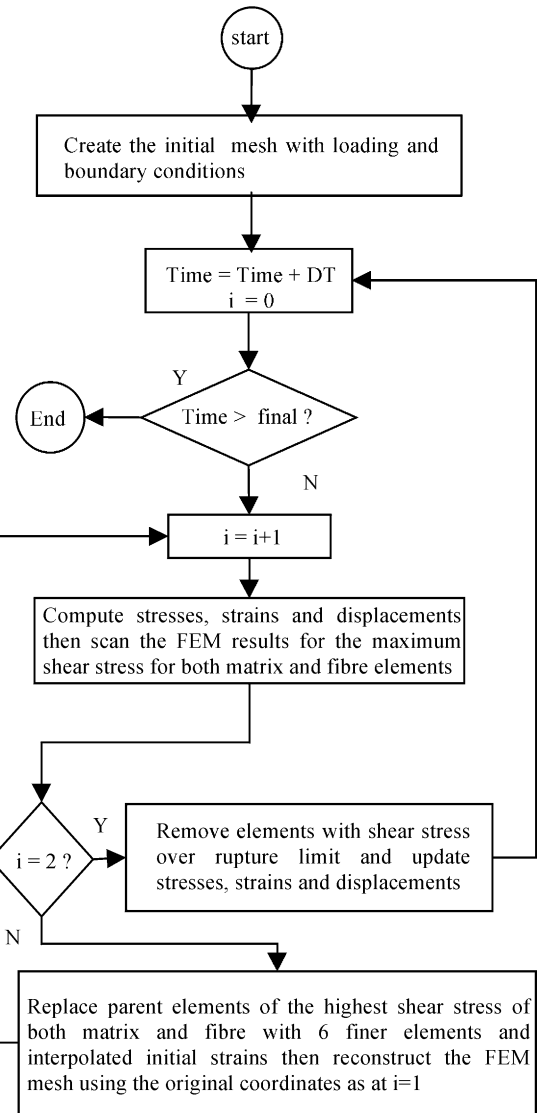 start
Create the initial mesh with loading and
boundary conditions
Time = Time + DT
i = 0
Y
End
Time > final ?
N
i = i+1
Compute stresses, strains and displacements
then scan the FEM results for the maximum
shear stress for both matrix and fibre elements
i = 2 ?
Y
Remove elements with shear stress
over rupture limit and update
stresses, strains and displacements
N
Replace parent elements of the highest shear stress of
both matrix and fibre with 6 finer elements and
interpolated initial strains then reconstruct the FEM
mesh using the original coordinates as at i=1